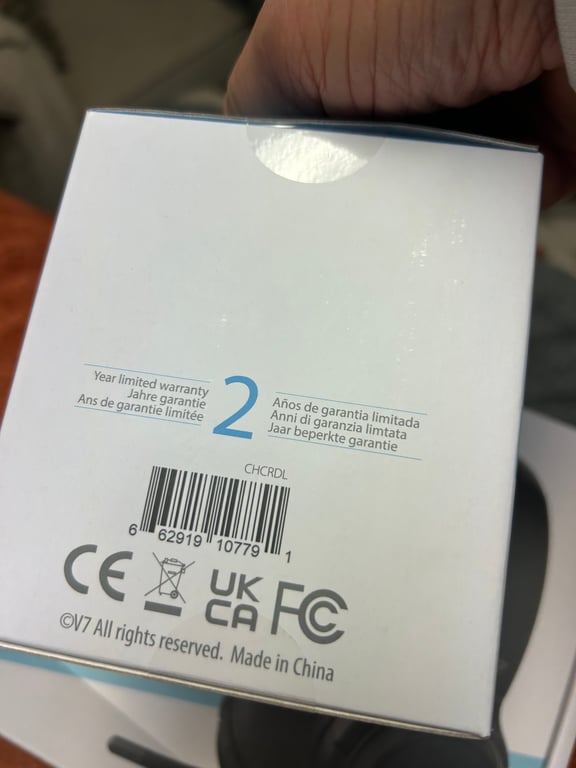 Year limited warranty
Jahre garantie
Ans de garantie limitée
2
Años de garantia limitada
Anni di garanzia limtata
Jaar beperkte garantie
CHCRDL
6 62919 10779 1
CE
UK
CA
FC
©V7 All rights reserved. Made in China